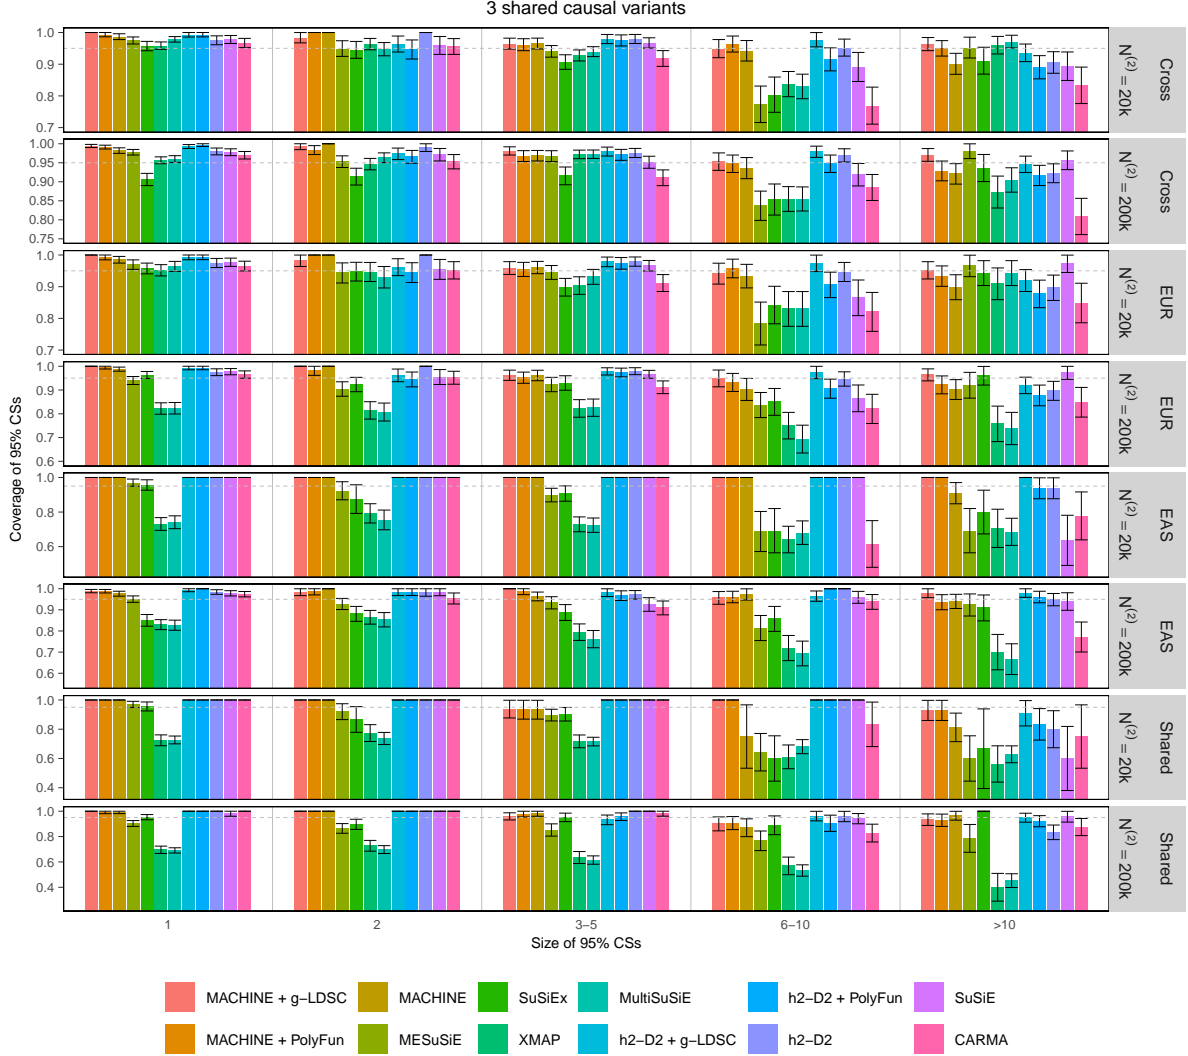 3 shared causal variants
Coverage of 95% CSs
1.0
0.9
0.8
0.7
Cross
N(2) = 20k
1.00
0.95
0.90
0.85
0.80
0.75
Cross
N(2) = 200k
1.0
0.9
0.8
0.7
EUR
N(2) = 20k
1.0
0.9
0.8
0.7
0.6
EUR
N(2) = 200k
1.0
0.8
0.6
EAS
N(2) = 20k
1.0
0.9
0.8
0.7
0.6
EAS
N(2) = 200k
1.0
0.8
0.6
0.4
Shared
N(2) = 20k
1.0
0.8
0.6
0.4
Shared
N(2) = 200k
1 2 3−5 6−10 >10
Size of 95% CSs
MACHINE + g−LDSC MACHINE SuSiEx MultiSuSiE h2−D2 + PolyFun SuSiE
MACHINE + PolyFun MESuSiE XMAP h2−D2 + g−LDSC h2−D2 CARMA